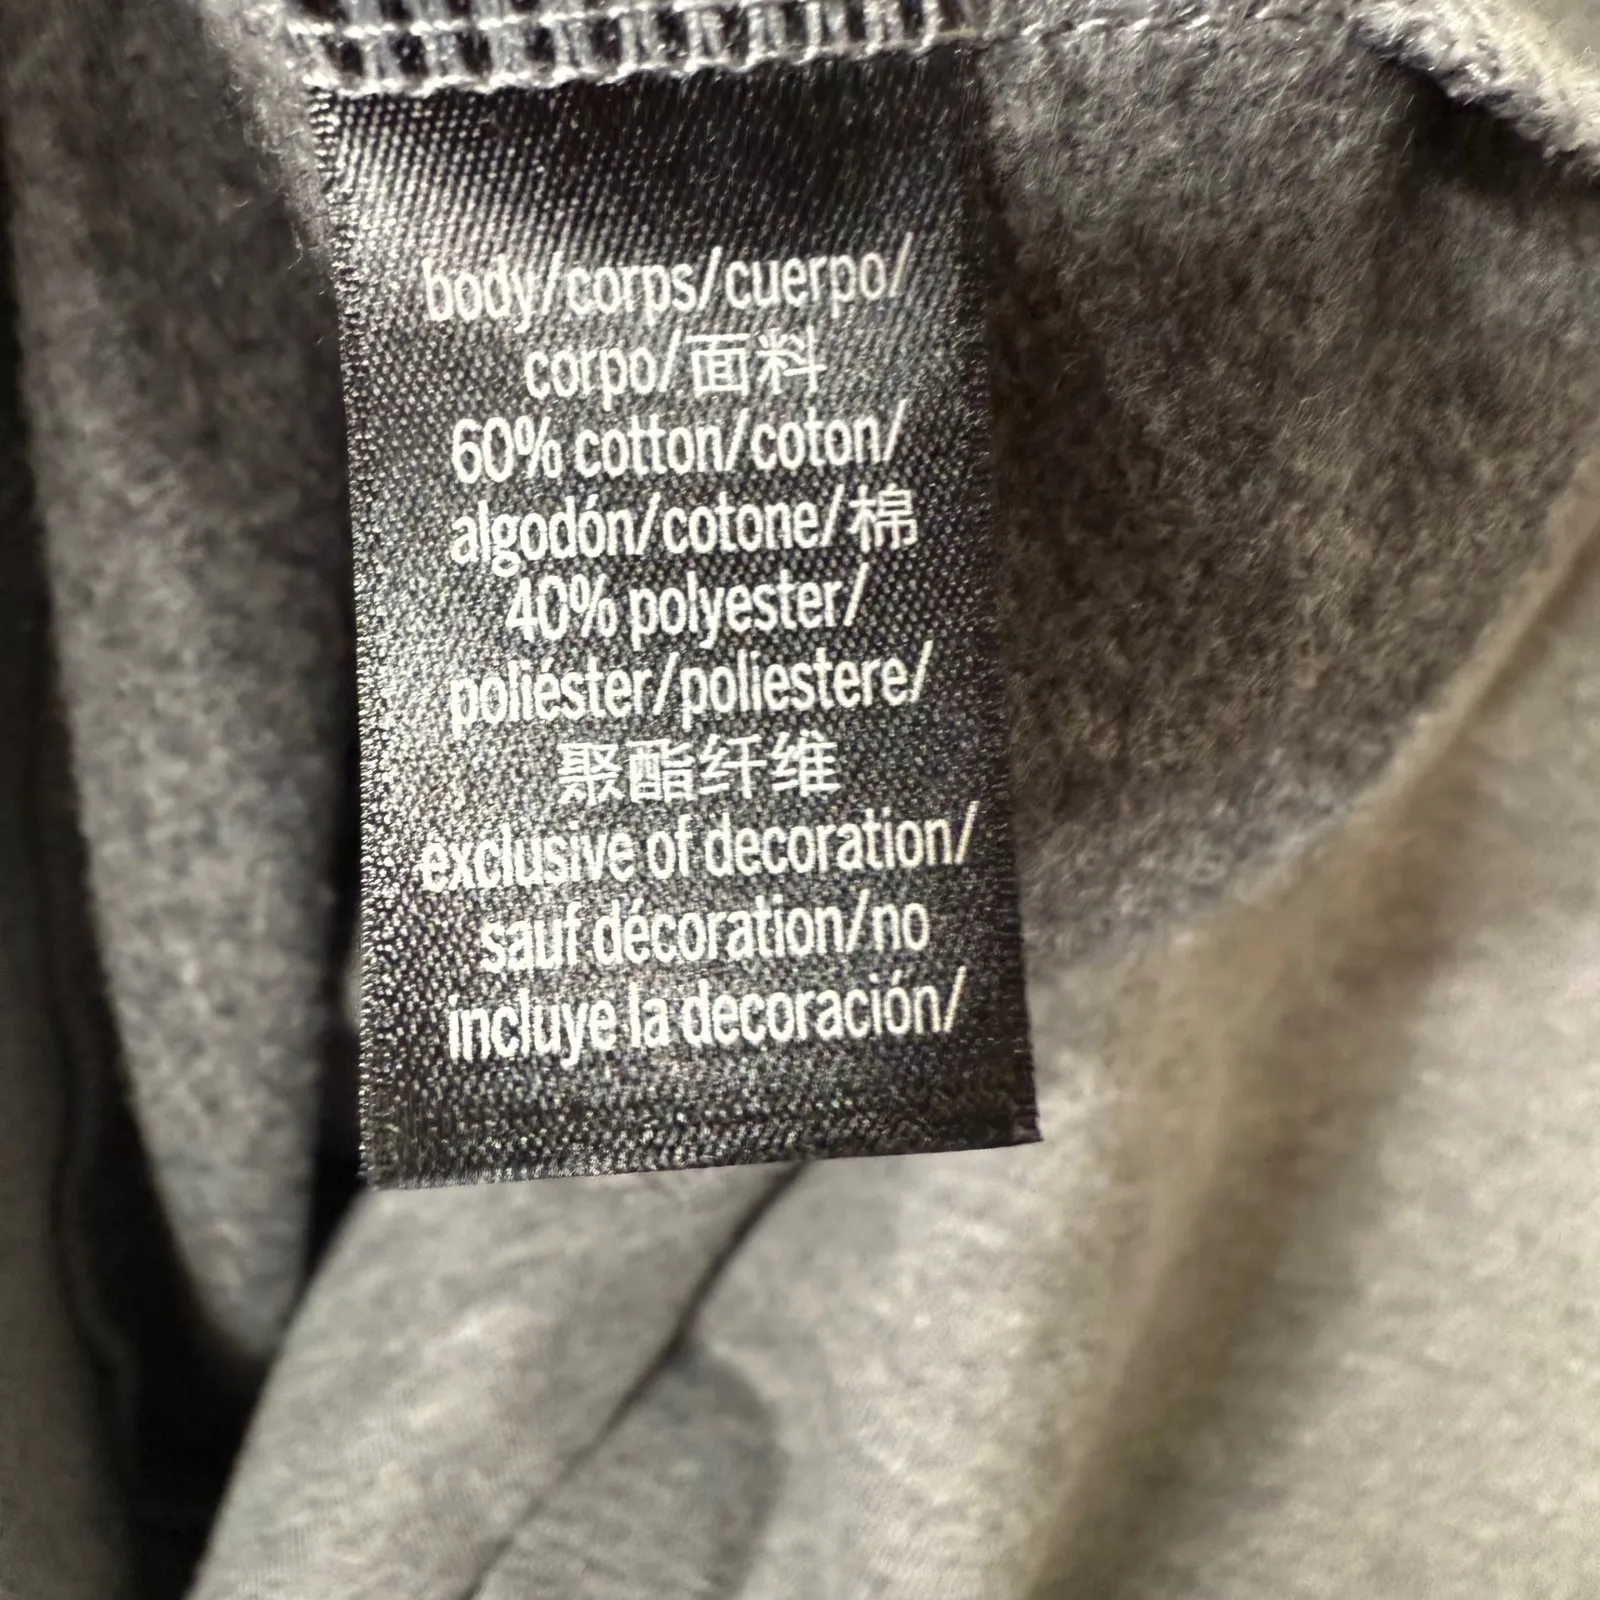 body/corps/cuerpo/
corpo/面料
60% cotton/coton/
algodón/cotone/棉
40% polyester/
poliéster/poliestere/
聚酯纤维
exclusive of decoration/
sauf décoration/no
incluye la decoración/